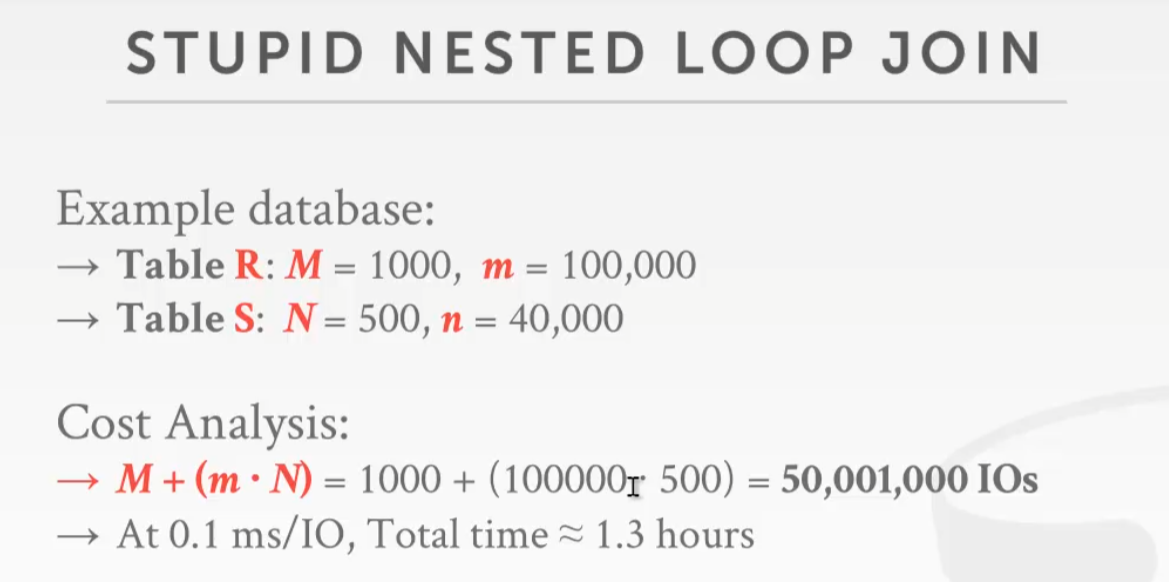 STUPID NESTED LOOP JOIN
Example database:
→ Table R: M = 1000, m = 100,000
→ Table S: N = 500, n = 40,000
Cost Analysis:
→ M + (m · N) = 1000 + (100000 · 500) = 50,001,000 IOs
→ At 0.1 ms/IO, Total time ≈ 1.3 hours